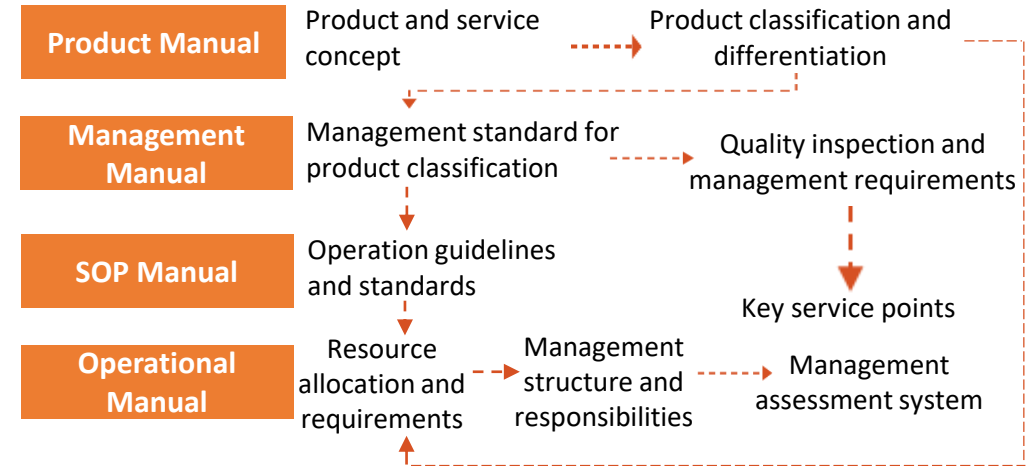 Product Manual
Product and service
concept
Product classification and
differentiation
Management
Manual
Management standard for
product classification
Quality inspection and
management requirements
SOP Manual
Operation guidelines
and standards
Key service points
Operational
Manual
Resource
allocation and
requirements
Management
structure and
responsibilities
Management
assessment system